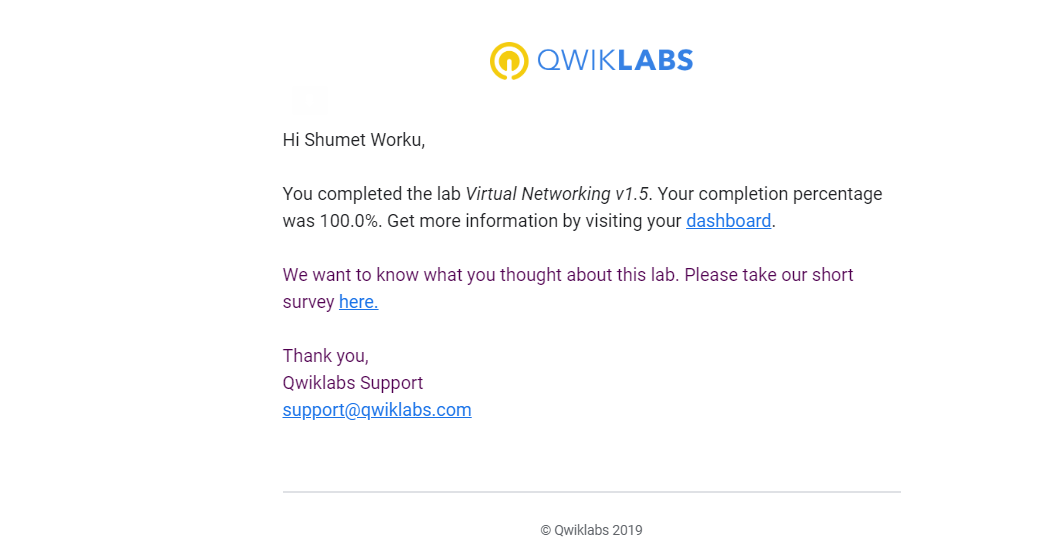 QWIKLABS
Hi Shumet Worku,
You completed the lab Virtual Networking v1.5. Your completion percentage
was 100.0%. Get more information by visiting your dashboard.
We want to know what you thought about this lab. Please take our short
survey here.
Thank you,
Qwiklabs Support
support@qwiklabs.com
© Qwiklabs 2019